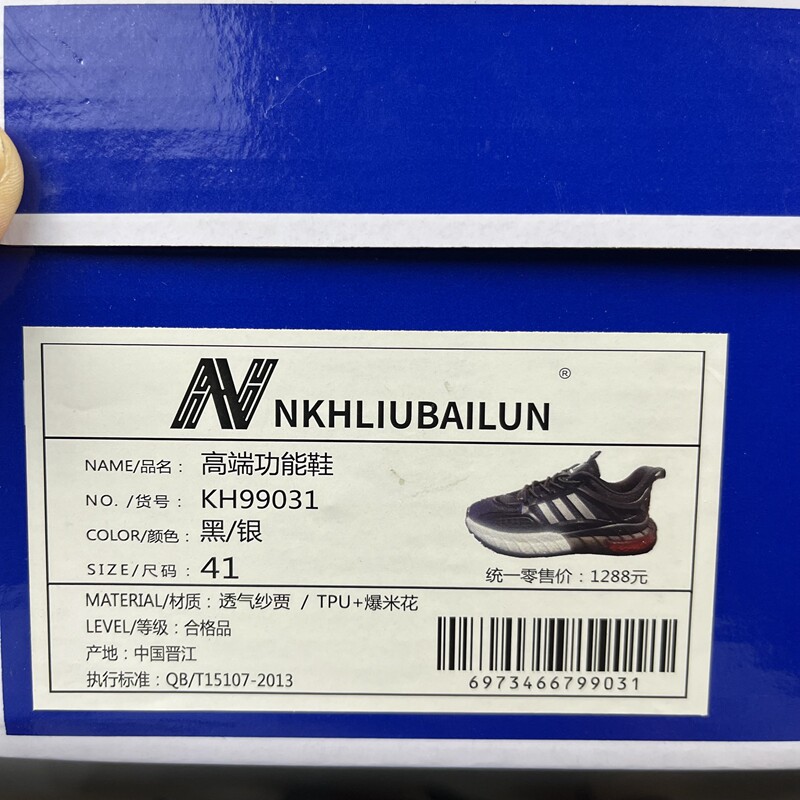 NKHLIUBAILUN ®
NAME/品名：高端功能鞋
NO./货号：KH99031
COLOR/颜色：黑/银
SIZE/尺码：41
统一零售价：1288元
MATERIAL/材质：透气纱贾 / TPU+爆米花
LEVEL/等级：合格品
产地：中国晋江
执行标准：QB/T15107-2013
6973466799031